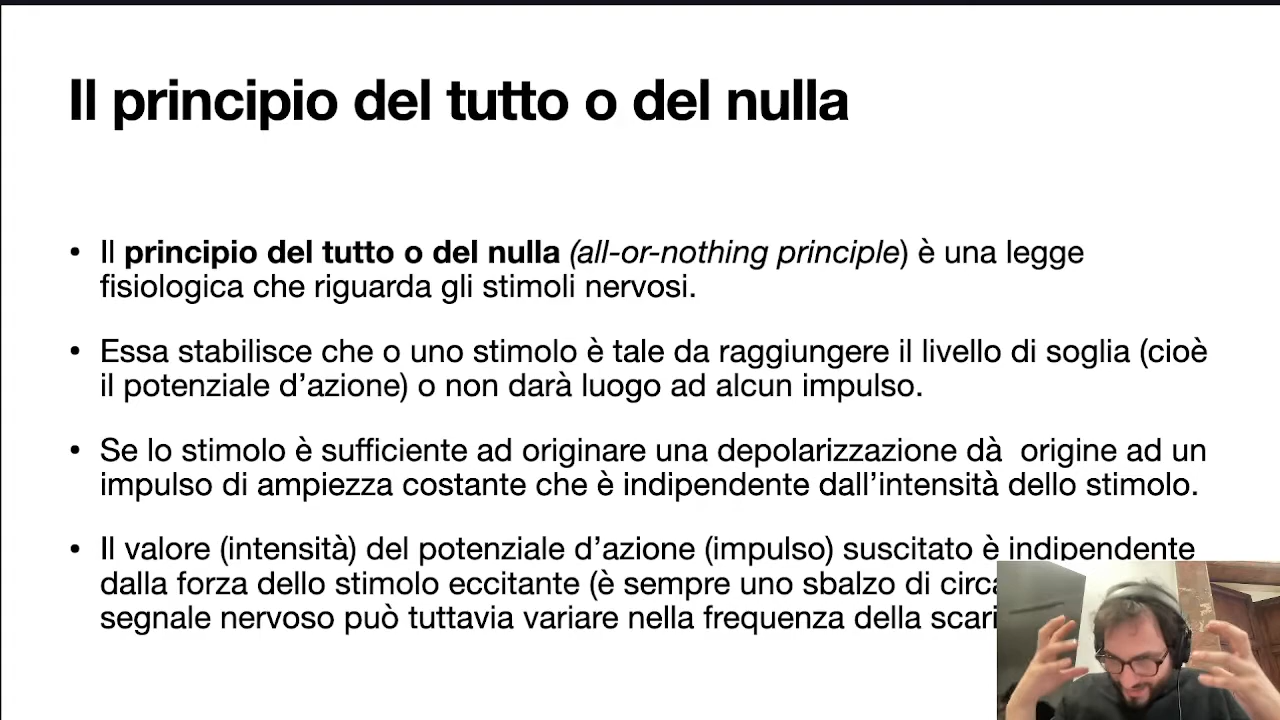 Il principio del tutto o del nulla
• Il principio del tutto o del nulla (all-or-nothing principle) è una legge
fisiologica che riguarda gli stimoli nervosi.
• Essa stabilisce che o uno stimolo è tale da raggiungere il livello di soglia (cioè
il potenziale d’azione) o non darà luogo ad alcun impulso.
• Se lo stimolo è sufficiente ad originare una depolarizzazione dà  origine ad un
impulso di ampiezza costante che è indipendente dall’intensità dello stimolo.
• Il valore (intensità) del potenziale d’azione (impulso) suscitato è indipendente
dalla forza dello stimolo eccitante (è sempre uno sbalzo di circa
segnale nervoso può tuttavia variare nella frequenza della